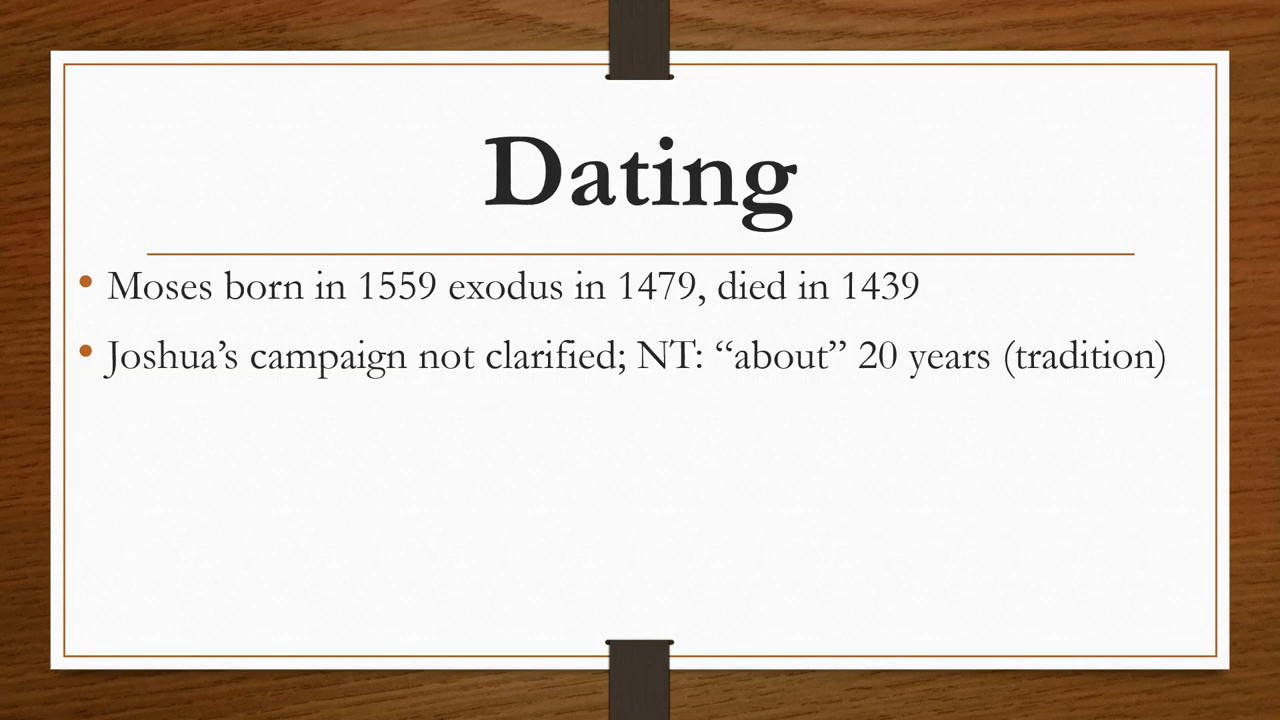 Dating
• Moses born in 1559 exodus in 1479, died in 1439
• Joshua’s campaign not clarified; NT: “about” 20 years (tradition)